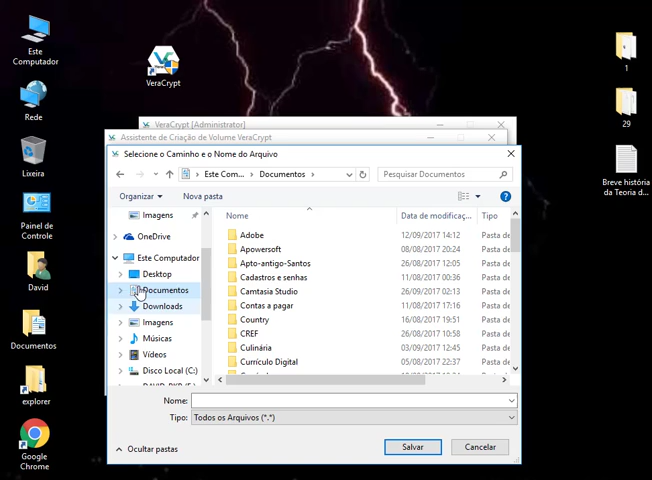 Este
Computador
Rede
Lixeira
Painel de
Controle
David
Documentos
explorer
Google
Chrome
VeraCrypt
1
29
Breve história
da Teoria d...
VeraCrypt [Administrator]
Assistente de Criação de Volume VeraCrypt
Selecione o Caminho e o Nome do Arquivo
Este Com... > Documentos >
Pesquisar Documentos
Organizar
Nova pasta
Imagens
OneDrive
Este Computador
Desktop
Documentos
Downloads
Imagens
Músicas
Vídeos
Disco Local (C:)
Nome
Data de modificaç...
Tipo
Adobe 12/09/2017 14:12 Pasta de
Apowersoft 08/08/2017 20:24 Pasta de
Apto-antigo-Santos 26/08/2017 12:05 Pasta de
Cadastros e senhas 11/08/2017 00:36 Pasta de
Camtasia Studio 26/09/2017 02:13 Pasta de
Contas a pagar 11/08/2017 17:16 Pasta de
Country 16/08/2017 19:51 Pasta de
CREF 26/08/2017 10:58 Pasta de
Culinária 03/09/2017 12:45 Pasta de
Currículo Digital 05/08/2017 22:37 Pasta de
Nome:
Tipo: Todos os Arquivos (*.*)
Ocultar pastas
Salvar
Cancelar